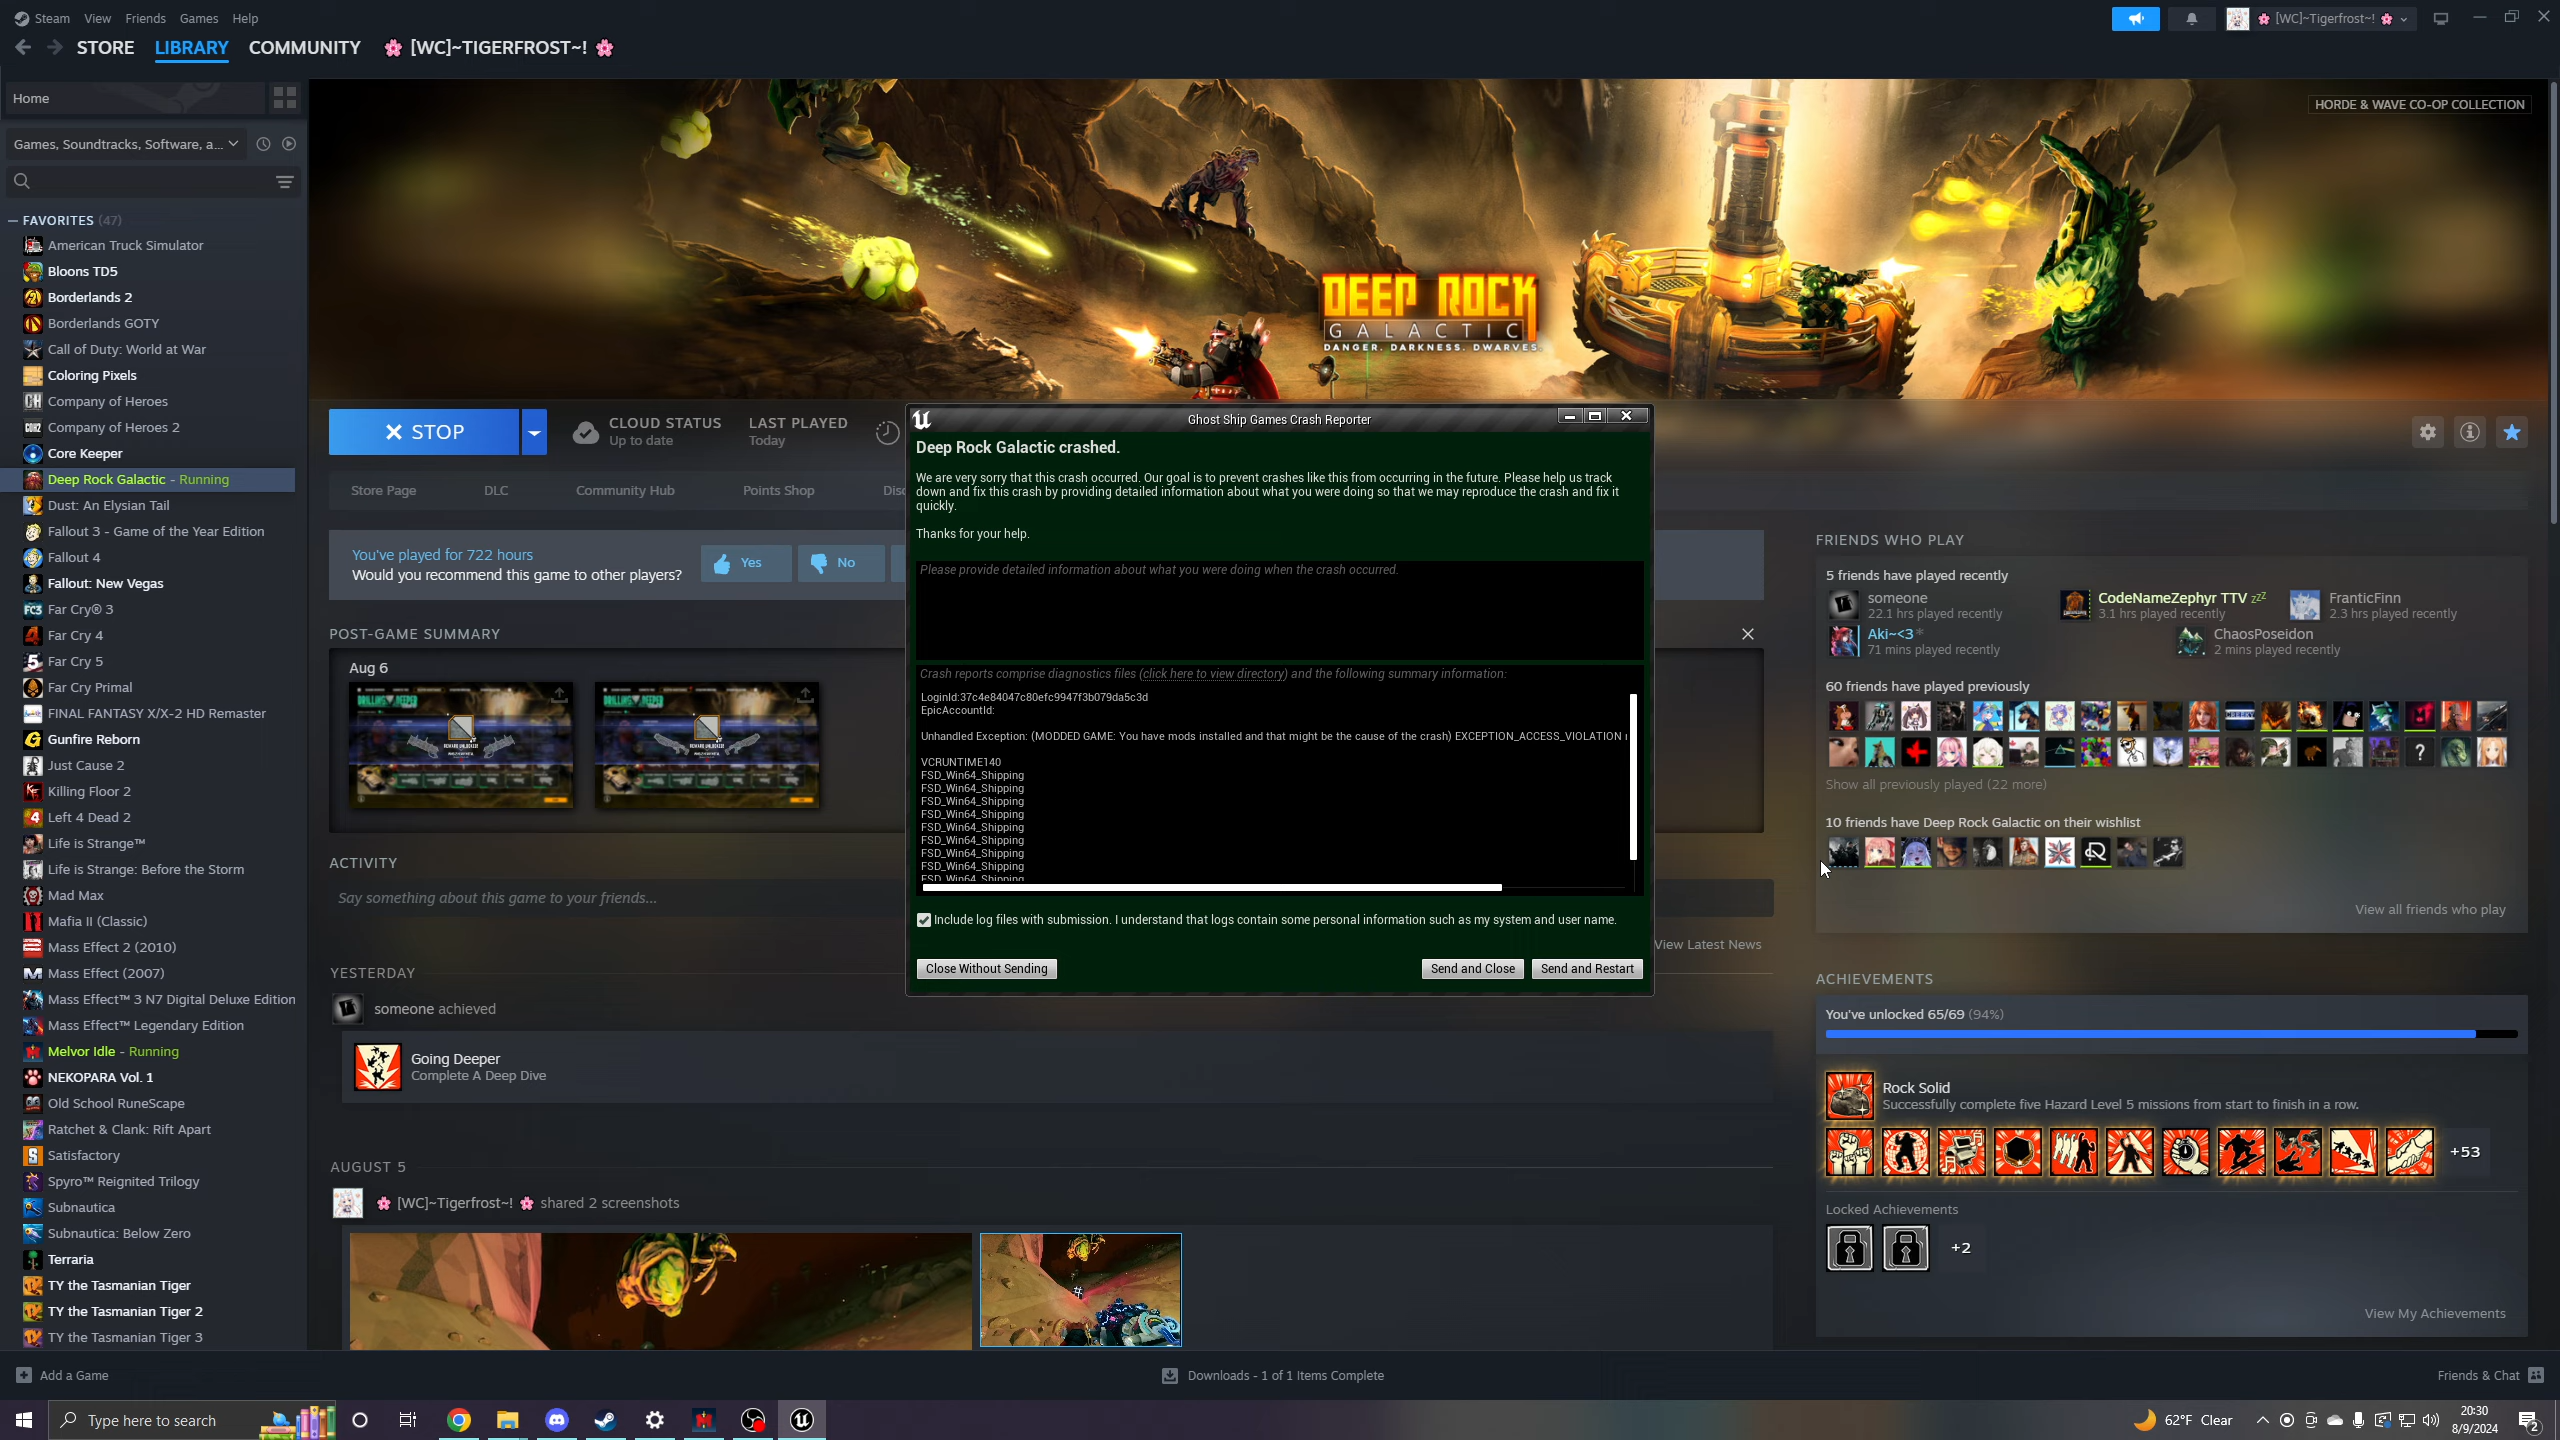 Steam View Friends Games Help
🌸 [WC]~Tigerfrost~! 🌸
STORE LIBRARY COMMUNITY 🌸 [WC]~TIGERFROST~! 🌸
Home
Games, Soundtracks, Software, a...
— FAVORITES (47)
American Truck Simulator
Bloons TD5
Borderlands 2
Borderlands GOTY
Call of Duty: World at War
Coloring Pixels
Company of Heroes
Company of Heroes 2
Core Keeper
Deep Rock Galactic - Running
Dust: An Elysian Tail
Fallout 3 - Game of the Year Edition
Fallout 4
Fallout: New Vegas
Far Cry® 3
Far Cry 4
Far Cry 5
Far Cry Primal
FINAL FANTASY X/X-2 HD Remaster
Gunfire Reborn
Just Cause 2
Killing Floor 2
Left 4 Dead 2
Life is Strange™
Life is Strange: Before the Storm
Mad Max
Mafia II (Classic)
Mass Effect 2 (2010)
Mass Effect (2007)
Mass Effect™ 3 N7 Digital Deluxe Edition
Mass Effect™ Legendary Edition
Melvor Idle - Running
NEKOPARA Vol. 1
Old School RuneScape
Ratchet & Clank: Rift Apart
Satisfactory
Spyro™ Reignited Trilogy
Subnautica
Subnautica: Below Zero
Terraria
TY the Tasmanian Tiger
TY the Tasmanian Tiger 2
TY the Tasmanian Tiger 3
HORDE & WAVE CO-OP COLLECTION
DEEP ROCK
GALACTIC
DANGER. DARKNESS. DWARVES.
STOP
CLOUD STATUS
Up to date
LAST PLAYED
Today
Store Page DLC Community Hub Points Shop Disc
You've played for 722 hours
Would you recommend this game to other players?
Yes No
POST-GAME SUMMARY
Aug 6
ACTIVITY
Say something about this game to your friends...
View Latest News
YESTERDAY
someone achieved
Going Deeper
Complete A Deep Dive
AUGUST 5
🌸 [WC]~Tigerfrost~! 🌸 shared 2 screenshots
Ghost Ship Games Crash Reporter
Deep Rock Galactic crashed.
We are very sorry that this crash occurred. Our goal is to prevent crashes like this from occurring in the future. Please help us track
down and fix this crash by providing detailed information about what you were doing so that we may reproduce the crash and fix it
quickly.
Thanks for your help.
Please provide detailed information about what you were doing when the crash occurred.
Crash reports comprise diagnostics files (click here to view directory) and the following summary information:
LoginId:37c4e84047c80efc9947f3b079da5c3d
EpicAccountId:
Unhandled Exception: (MODDED GAME: You have mods installed and that might be the cause of the crash) EXCEPTION_ACCESS_VIOLATION
VCRUNTIME140
FSD_Win64_Shipping
FSD_Win64_Shipping
FSD_Win64_Shipping
FSD_Win64_Shipping
FSD_Win64_Shipping
FSD_Win64_Shipping
FSD_Win64_Shipping
FSD_Win64_Shipping
FSD_Win64_Shipping
Include log files with submission. I understand that logs contain some personal information such as my system and user name.
Close Without Sending Send and Close Send and Restart
FRIENDS WHO PLAY
5 friends have played recently
someone
22.1 hrs played recently
CodeNameZephyr TTV zzZ
3.1 hrs played recently
FranticFinn
2.3 hrs played recently
Aki~<3 *
71 mins played recently
ChaosPoseidon
2 mins played recently
60 friends have played previously
Show all previously played (22 more)
10 friends have Deep Rock Galactic on their wishlist
View all friends who play
ACHIEVEMENTS
You've unlocked 65/69 (94%)
Rock Solid
Successfully complete five Hazard Level 5 missions from start to finish in a row.
+53
Locked Achievements
+2
View My Achievements
Add a Game
Downloads - 1 of 1 Items Complete
Friends & Chat
Type here to search
62°F Clear
20:30
8/9/2024
2